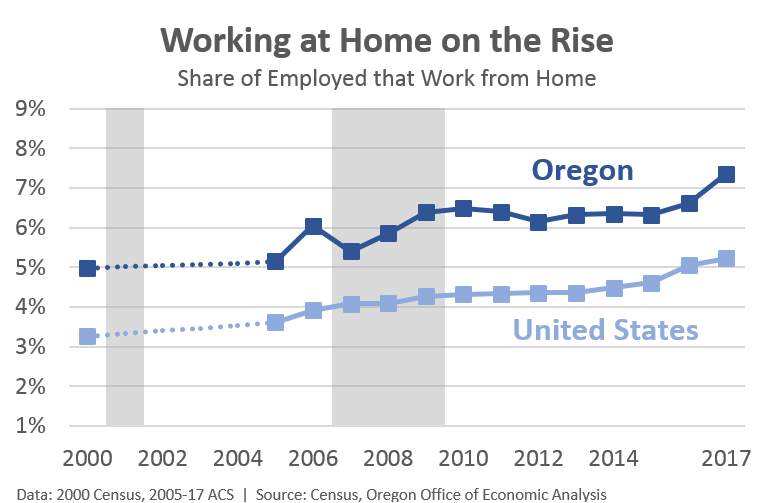 Working at Home on the Rise
Share of Employed that Work from Home
9%
8%
7%
6%
5%
4%
3%
2%
1%
Oregon
United States
2000 2002 2004 2006 2008 2010 2012 2014 2017
Data: 2000 Census, 2005-17 ACS | Source: Census, Oregon Office of Economic Analysis